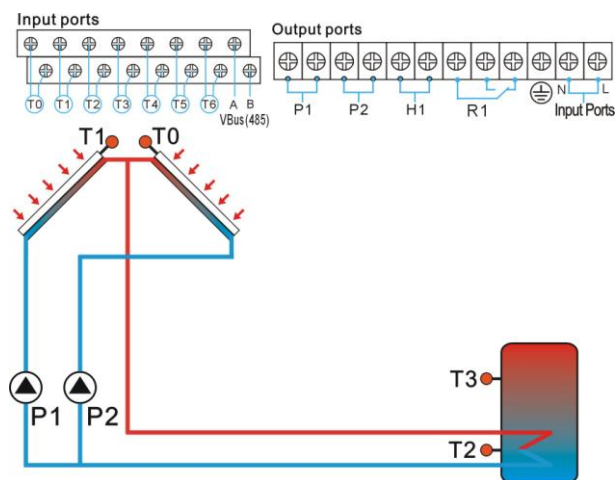 Input ports
T0 T1 T2 T3 T4 T5 T6 A B
VBus(485)
Output ports
P1 P2 H1 R1 N L
Input Ports
T1 T0
P1 P2
T3
T2